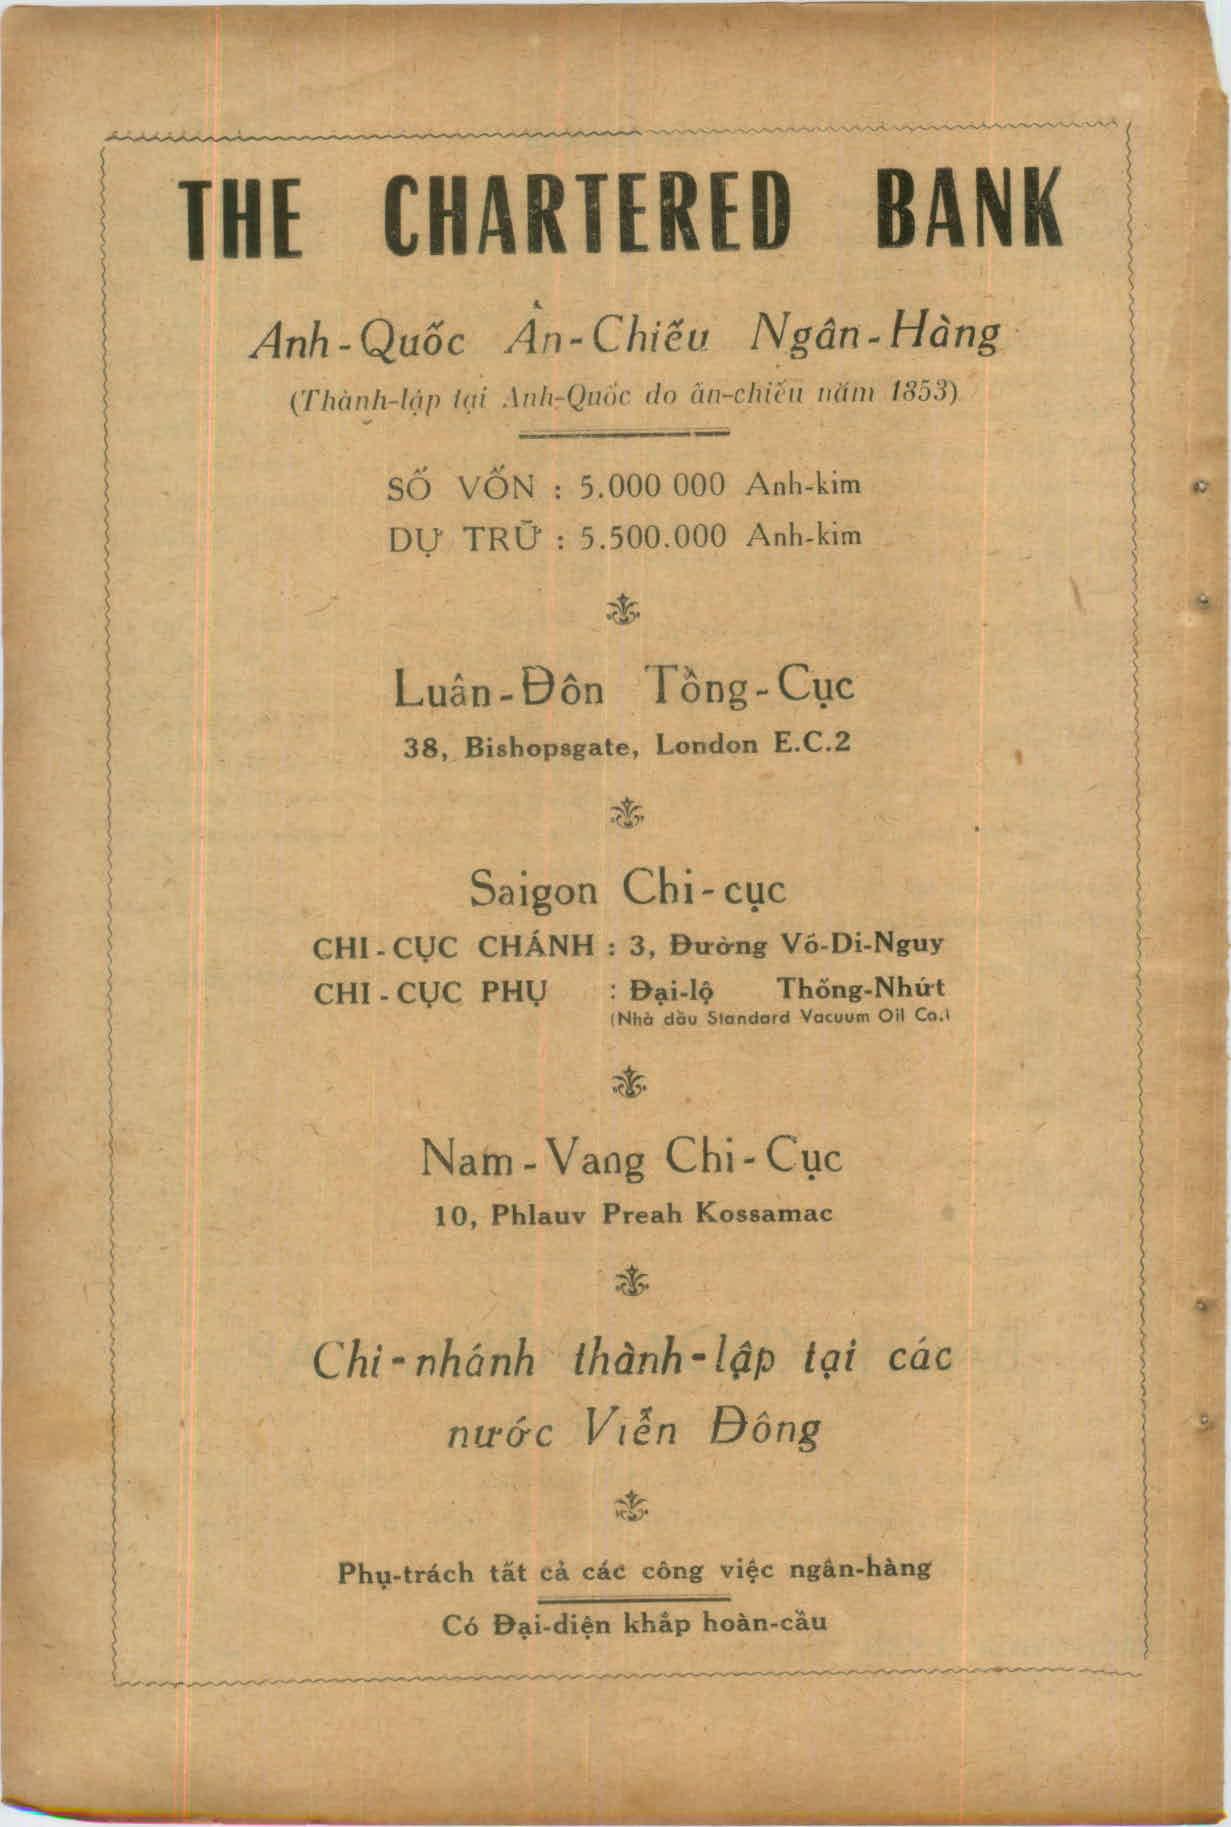 THE CHARTERED BANK
Anh-Quốc Ấn-Chiếu Ngân-Hàng
(Thành-lập tại Anh-Quốc do ấn-chiếu năm 1853)
SỐ VỐN : 5.000 000 Anh-kim
DỰ TRỮ : 5.500.000 Anh-kim
Luân-Đôn Tổng-Cục
38, Bishopsgate, London E.C.2
Saigon Chi-cục
CHI-CỤC CHÁNH : 3, Đường Võ-Di-Nguy
CHI-CỤC PHỤ : Đại-lộ Thống-Nhứt
(Nhà dầu Standard Vacuum Oil Co.)
Nam-Vang Chi-Cục
10, Phlauv Preah Kossamac
Chi-nhánh thành-lập tại các
nước Viễn Đông
Phụ-trách tất cả các công việc ngân-hàng
Có Đại-diện khắp hoàn-cầu